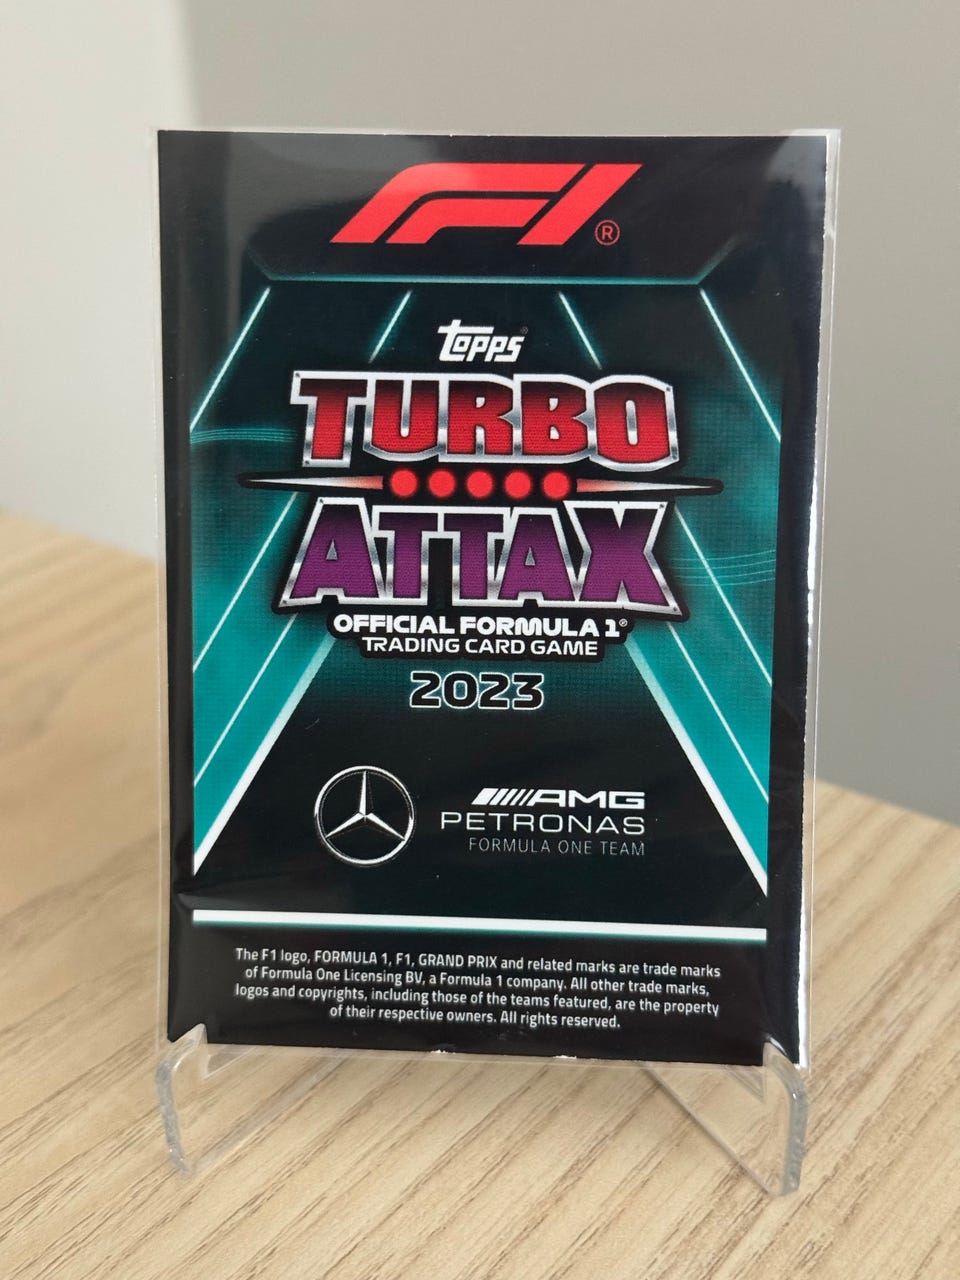 F1®
Topps®
TURBO
ATTAX
OFFICIAL FORMULA 1®
TRADING CARD GAME
2023
AMG
PETRONAS
FORMULA ONE TEAM
The F1 logo, FORMULA 1, F1, GRAND PRIX and related marks are trade marks
of Formula One Licensing BV, a Formula 1 company. All other trade marks,
logos and copyrights, including those of the teams featured, are the property
of their respective owners. All rights reserved.